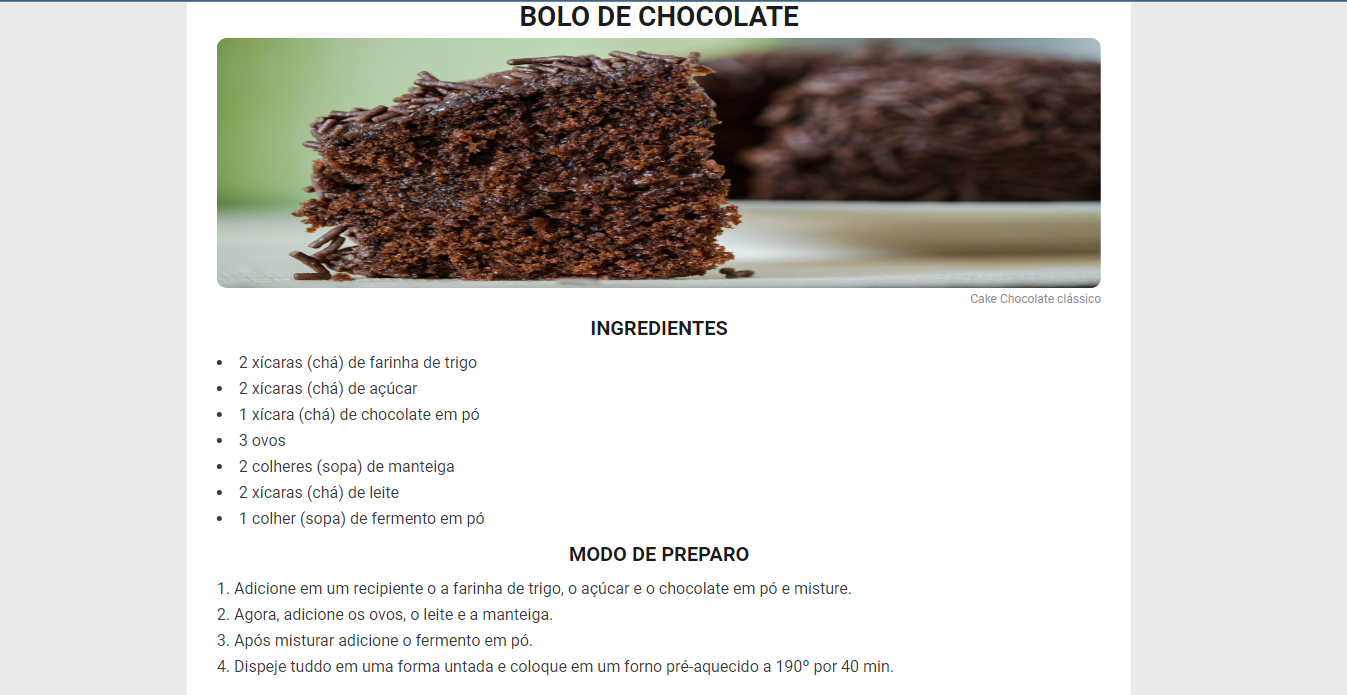 BOLO DE CHOCOLATE
Cake Chocolate clássico
INGREDIENTES
• 2 xícaras (chá) de farinha de trigo
• 2 xícaras (chá) de açúcar
• 1 xícara (chá) de chocolate em pó
• 3 ovos
• 2 colheres (sopa) de manteiga
• 2 xícaras (chá) de leite
• 1 colher (sopa) de fermento em pó
MODO DE PREPARO
1. Adicione em um recipiente o a farinha de trigo, o açúcar e o chocolate em pó e misture.
2. Agora, adicione os ovos, o leite e a manteiga.
3. Após misturar adicione o fermento em pó.
4. Dispeje tuddo em uma forma untada e coloque em um forno pré-aquecido a 190º por 40 min.